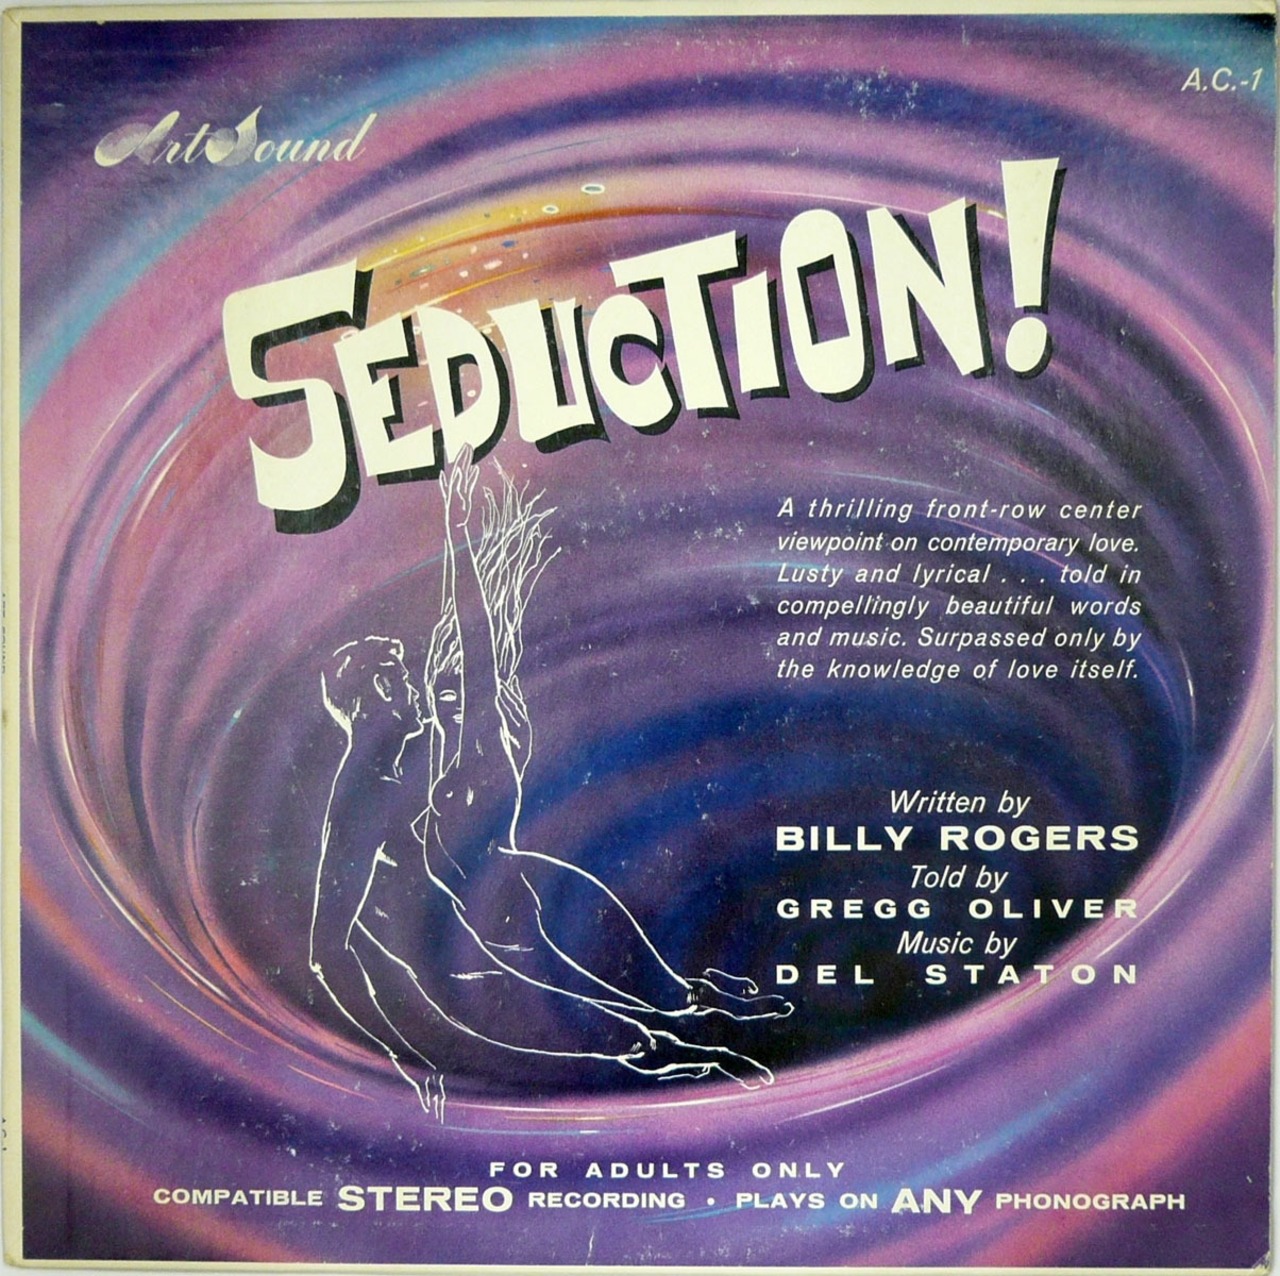 A.C.-1
ArtSound
SEDUCTION!
A thrilling front-row center
viewpoint on contemporary love.
Lusty and lyrical . . . told in
compellingly beautiful words
and music. Surpassed only by
the knowledge of love itself.
Written by
BILLY ROGERS
Told by
GREGG OLIVER
Music by
DEL STATON
FOR ADULTS ONLY
COMPATIBLE STEREO RECORDING • PLAYS ON ANY PHONOGRAPH